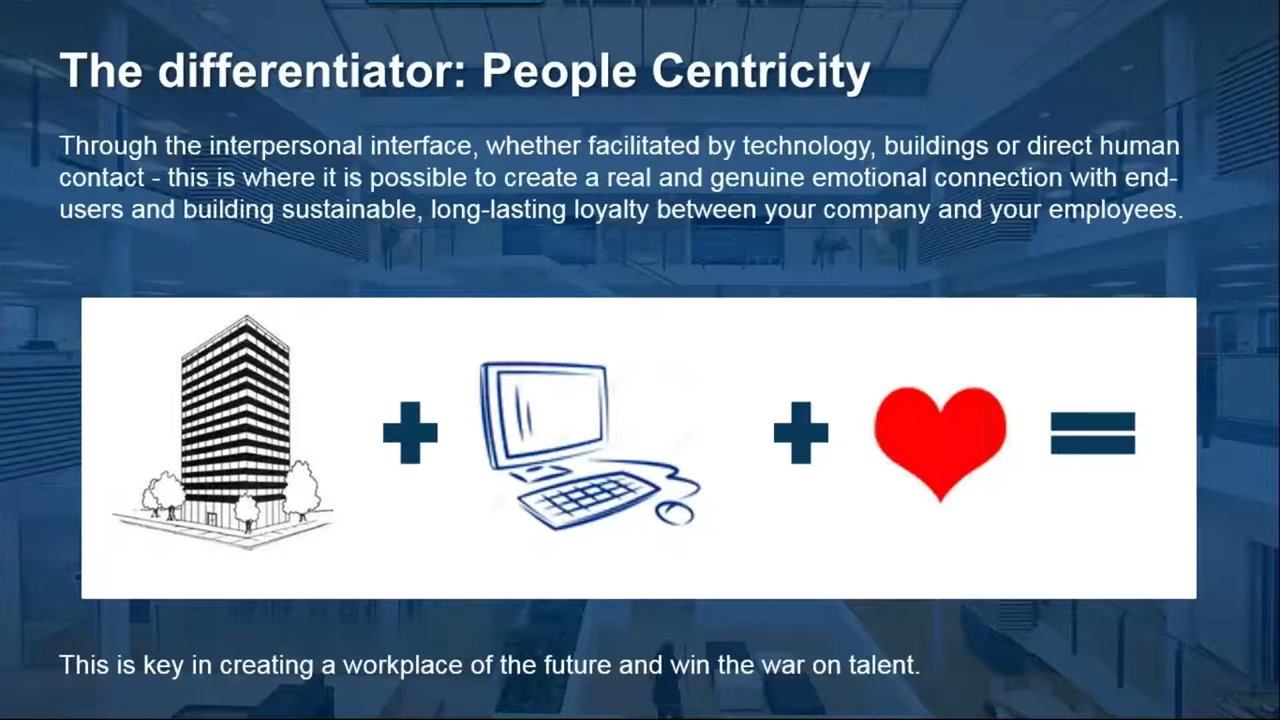 The differentiator: People Centricity
Through the interpersonal interface, whether facilitated by technology, buildings or direct human
contact - this is where it is possible to create a real and genuine emotional connection with end-
users and building sustainable, long-lasting loyalty between your company and your employees.
This is key in creating a workplace of the future and win the war on talent.